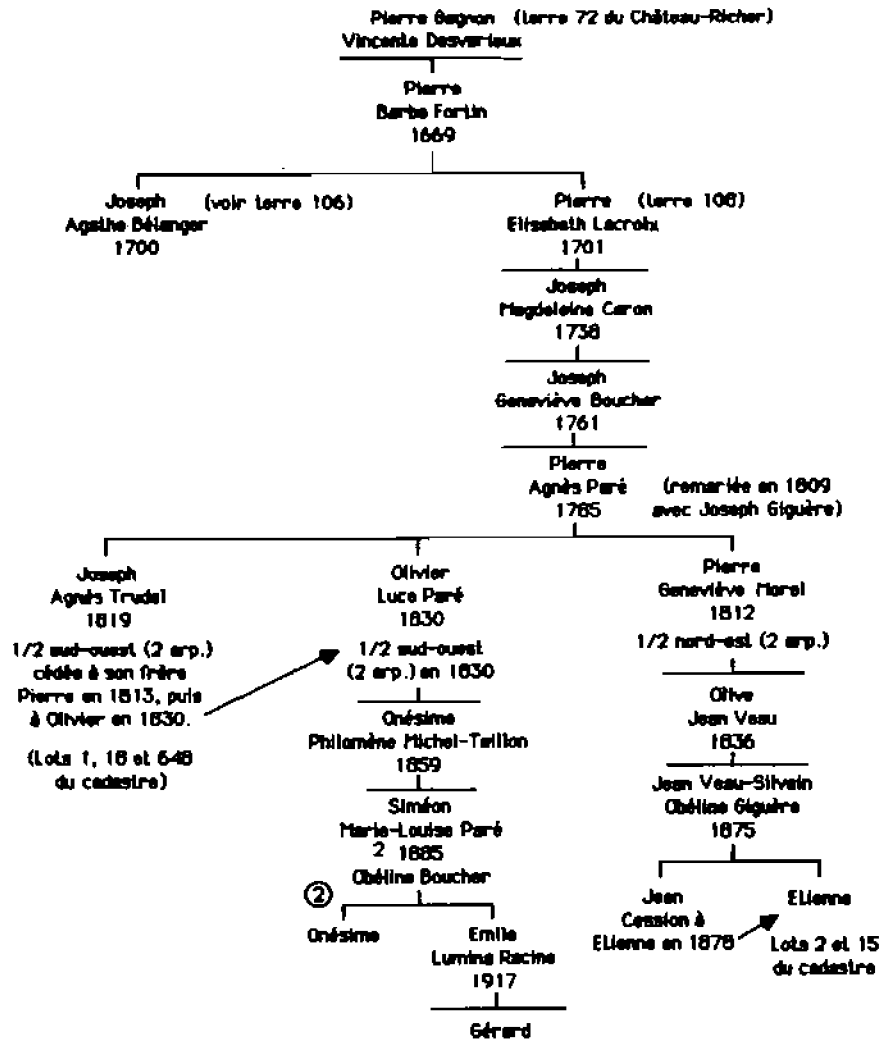 Pierre Gagnon (terre 72 du Château-Richer)
Vincente Desvarieux
Pierre
Barbe Fortin
1669
Joseph (voir terre 106)
Agathe Bélanger
1700
Pierre (terre 108)
Elisabeth Lacroix
1701
Joseph
Magdeleine Caron
1738
Joseph
Geneviève Boucher
1761
Pierre
Agnès Paré
1785
(remariée en 1809
avec Joseph Giguère)
Joseph
Agnès Trudel
1819
1/2 sud-ouest (2 arp.)
cédée à son frère
Pierre en 1813, puis
à Olivier en 1830.
(Lots 1, 18 et 648
du cadastre)
Olivier
Luce Paré
1830
1/2 sud-ouest
(2 arp.) en 1830
Onésime
Philomène Michel-Taillon
1859
Siméon
Marie-Louise Paré
2 1885
Obéline Boucher
②
Onésime
Emile
Lumina Racine
1917
Gérard
Pierre
Geneviève Morel
1812
1/2 nord-est (2 arp.)
Olive
Jean Veau
1836
Jean Veau-Silvain
Obéline Giguère
1875
Jean
Cession à
Etienne en 1878
Etienne
Lots 2 et 15
du cadastre